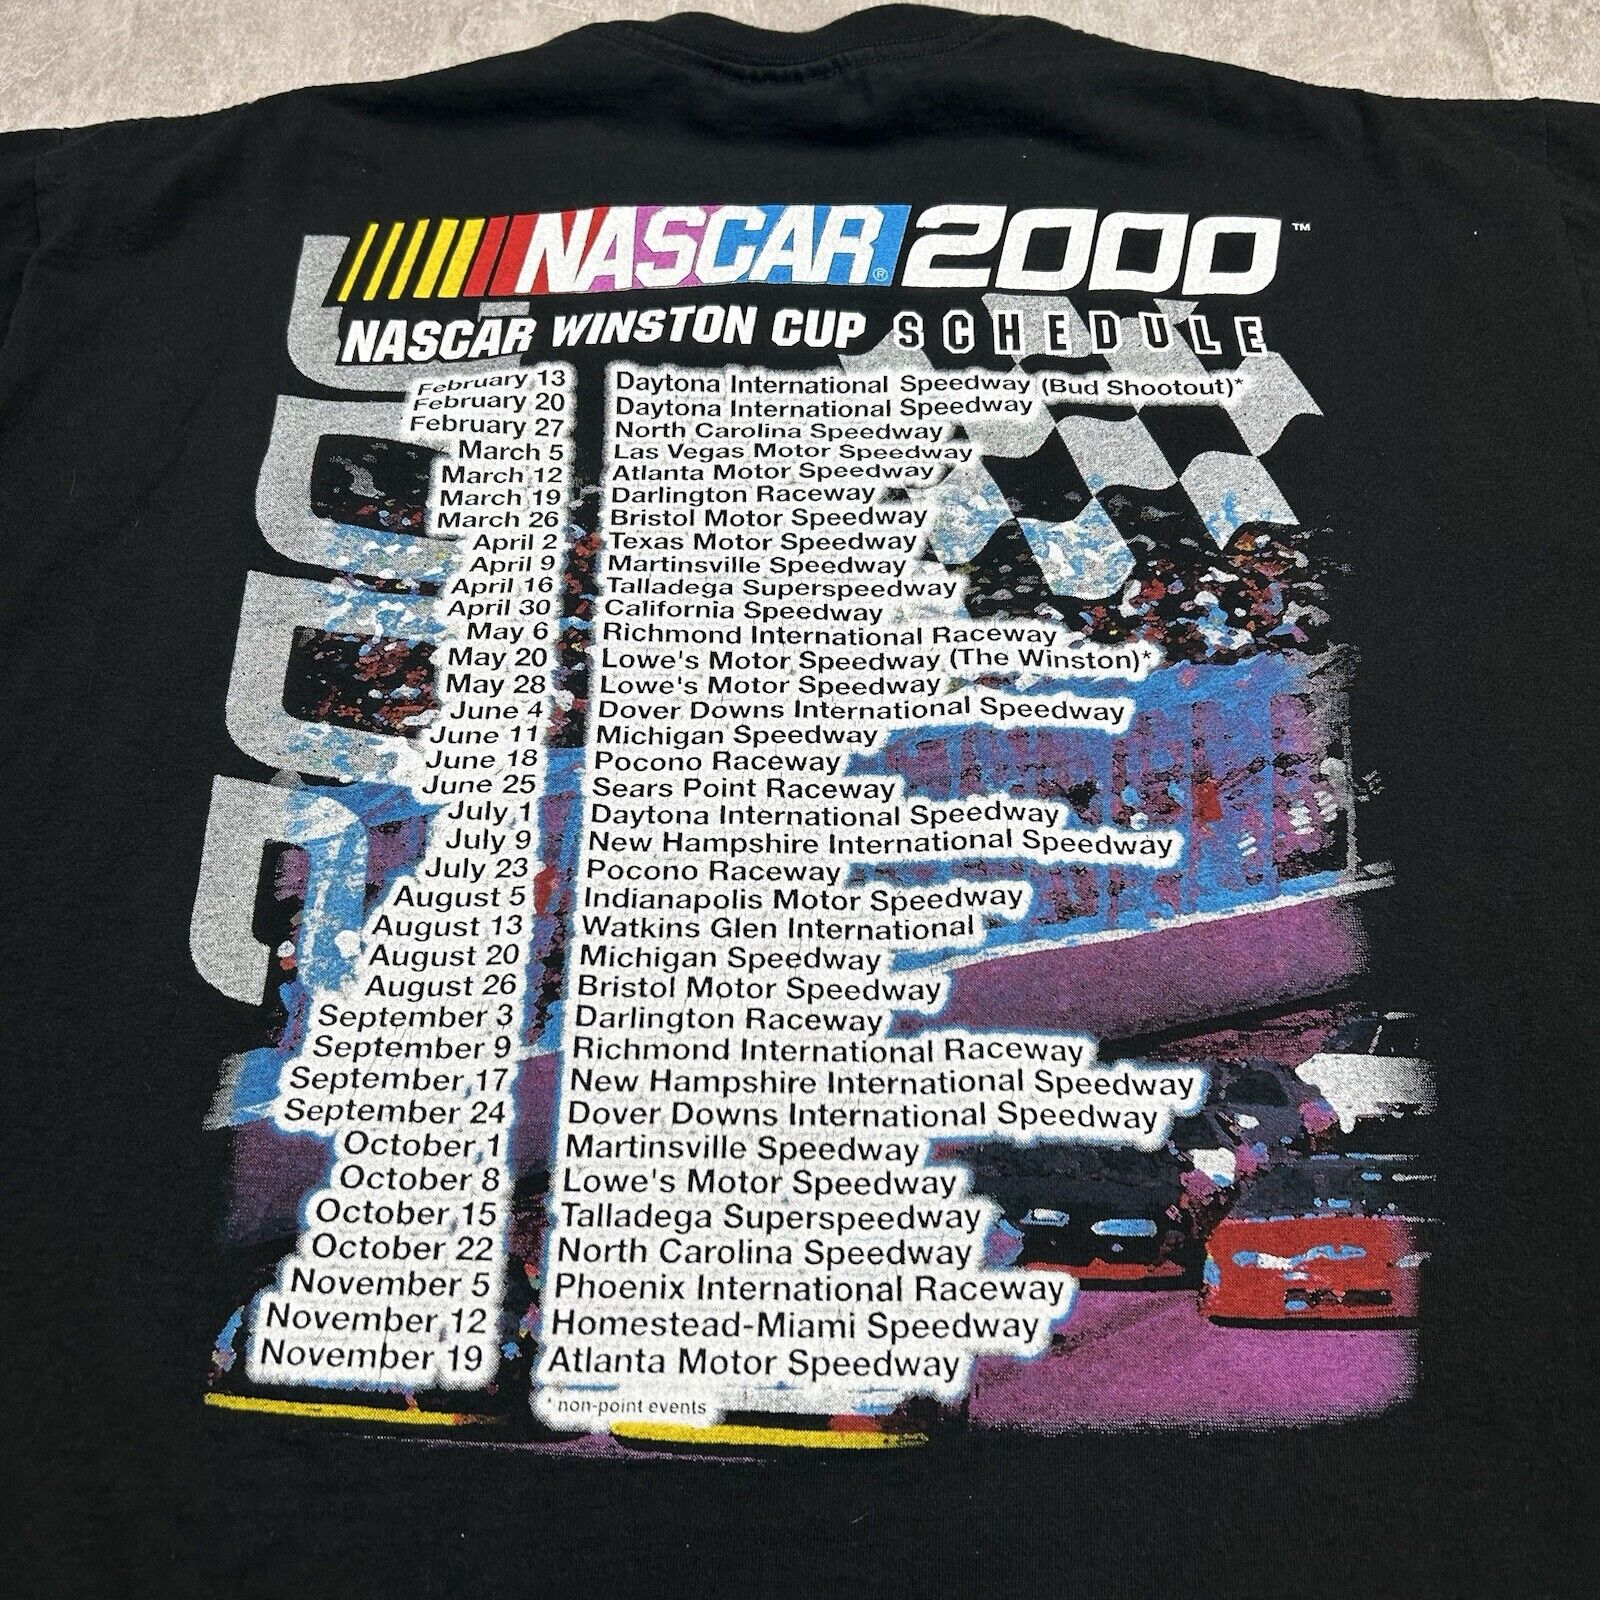 NASCAR® 2000™
NASCAR WINSTON CUP SCHEDULE
February 13 Daytona International Speedway (Bud Shootout)*
February 20 Daytona International Speedway
February 27 North Carolina Speedway
March 5 Las Vegas Motor Speedway
March 12 Atlanta Motor Speedway
March 19 Darlington Raceway
March 26 Bristol Motor Speedway
April 2 Texas Motor Speedway
April 9 Martinsville Speedway
April 16 Talladega Superspeedway
April 30 California Speedway
May 6 Richmond International Raceway
May 20 Lowe's Motor Speedway (The Winston)*
May 28 Lowe's Motor Speedway
June 4 Dover Downs International Speedway
June 11 Michigan Speedway
June 18 Pocono Raceway
June 25 Sears Point Raceway
July 1 Daytona International Speedway
July 9 New Hampshire International Speedway
July 23 Pocono Raceway
August 5 Indianapolis Motor Speedway
August 13 Watkins Glen International
August 20 Michigan Speedway
August 26 Bristol Motor Speedway
September 3 Darlington Raceway
September 9 Richmond International Raceway
September 17 New Hampshire International Speedway
September 24 Dover Downs International Speedway
October 1 Martinsville Speedway
October 8 Lowe's Motor Speedway
October 15 Talladega Superspeedway
October 22 North Carolina Speedway
November 5 Phoenix International Raceway
November 12 Homestead-Miami Speedway
November 19 Atlanta Motor Speedway
* non-point events